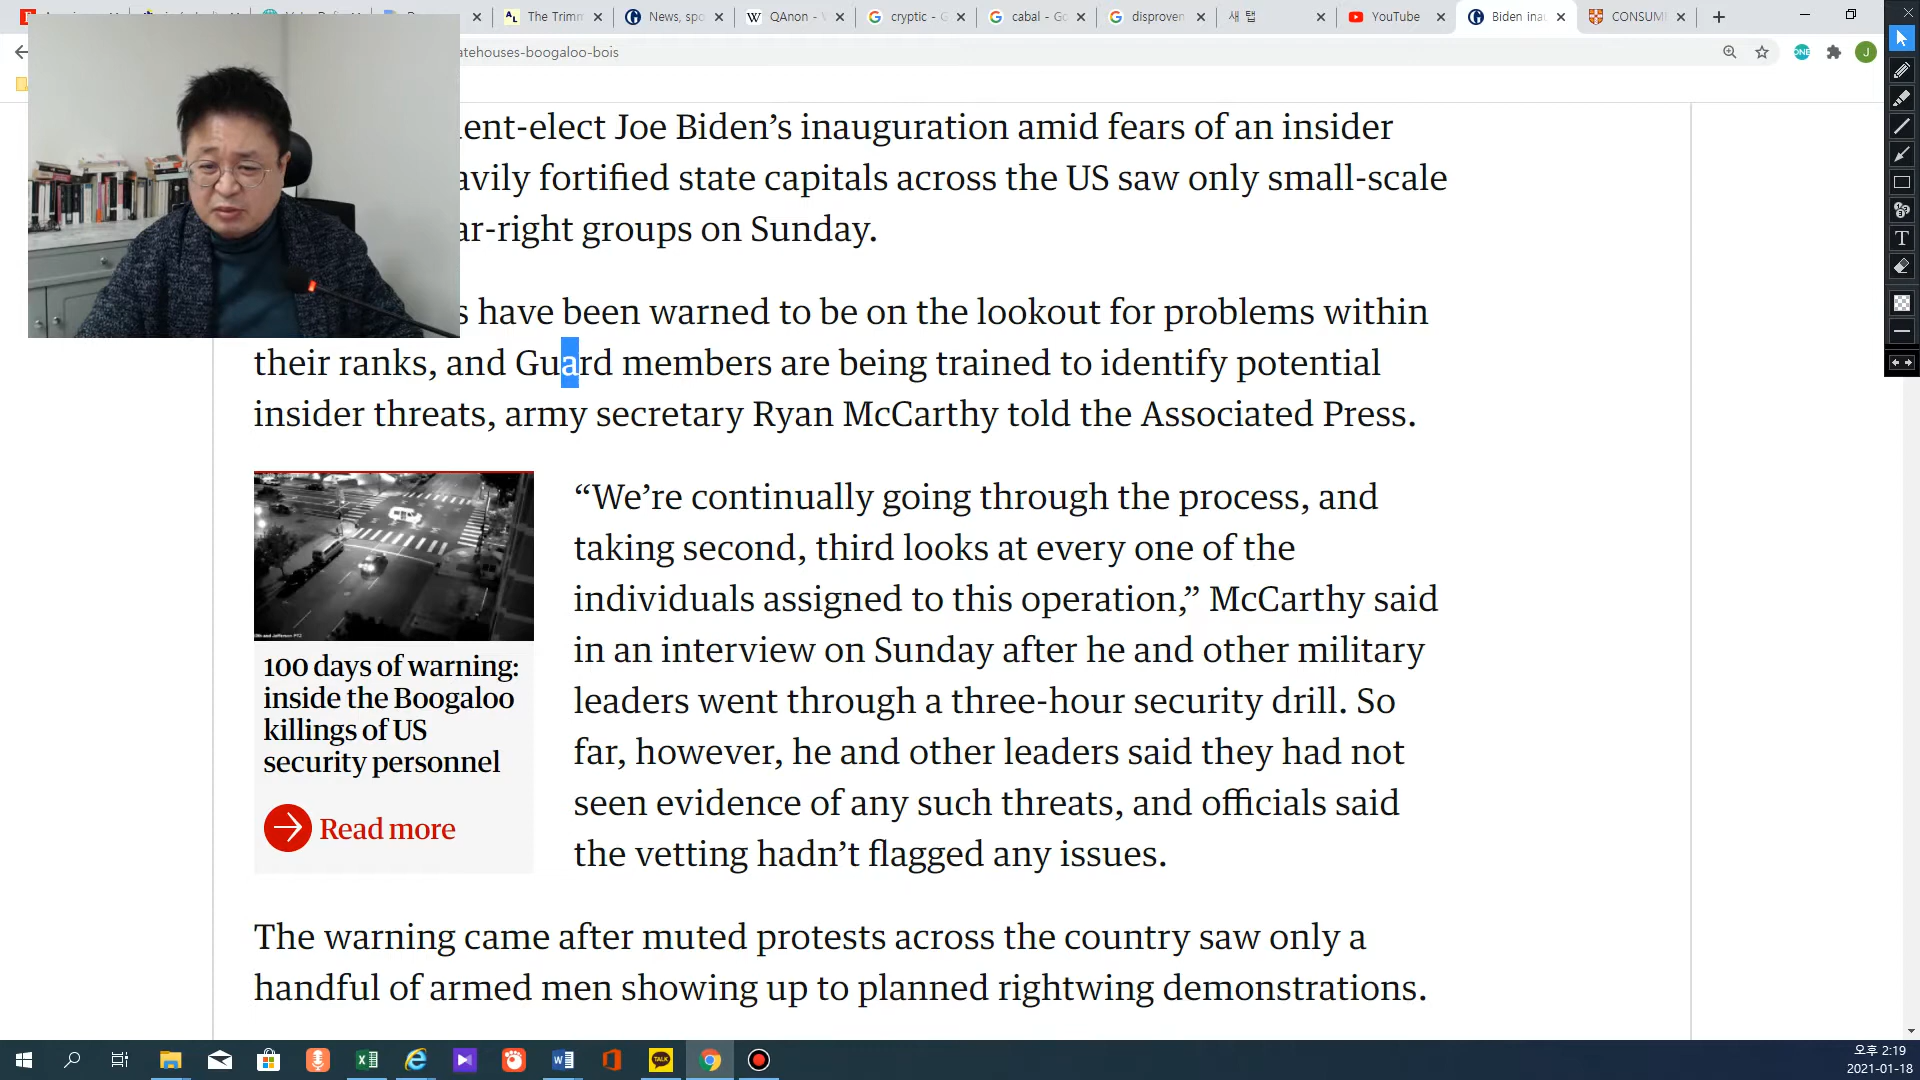 The Trimm
News, spo
QAnon -
cryptic - G
cabal - Go
disproven
새 탭
YouTube
Biden ina
CONSUM
atehouses-boogaloo-bois
J
ent-elect Joe Biden’s inauguration amid fears of an insider
avily fortified state capitals across the US saw only small-scale
ar-right groups on Sunday.
s have been warned to be on the lookout for problems within
their ranks, and Guard members are being trained to identify potential
insider threats, army secretary Ryan McCarthy told the Associated Press.
“We’re continually going through the process, and
taking second, third looks at every one of the
individuals assigned to this operation,” McCarthy said
in an interview on Sunday after he and other military
leaders went through a three-hour security drill. So
far, however, he and other leaders said they had not
seen evidence of any such threats, and officials said
the vetting hadn’t flagged any issues.
100 days of warning:
inside the Boogaloo
killings of US
security personnel
Read more
The warning came after muted protests across the country saw only a
handful of armed men showing up to planned rightwing demonstrations.
TALK
오후 2:19
2021-01-18